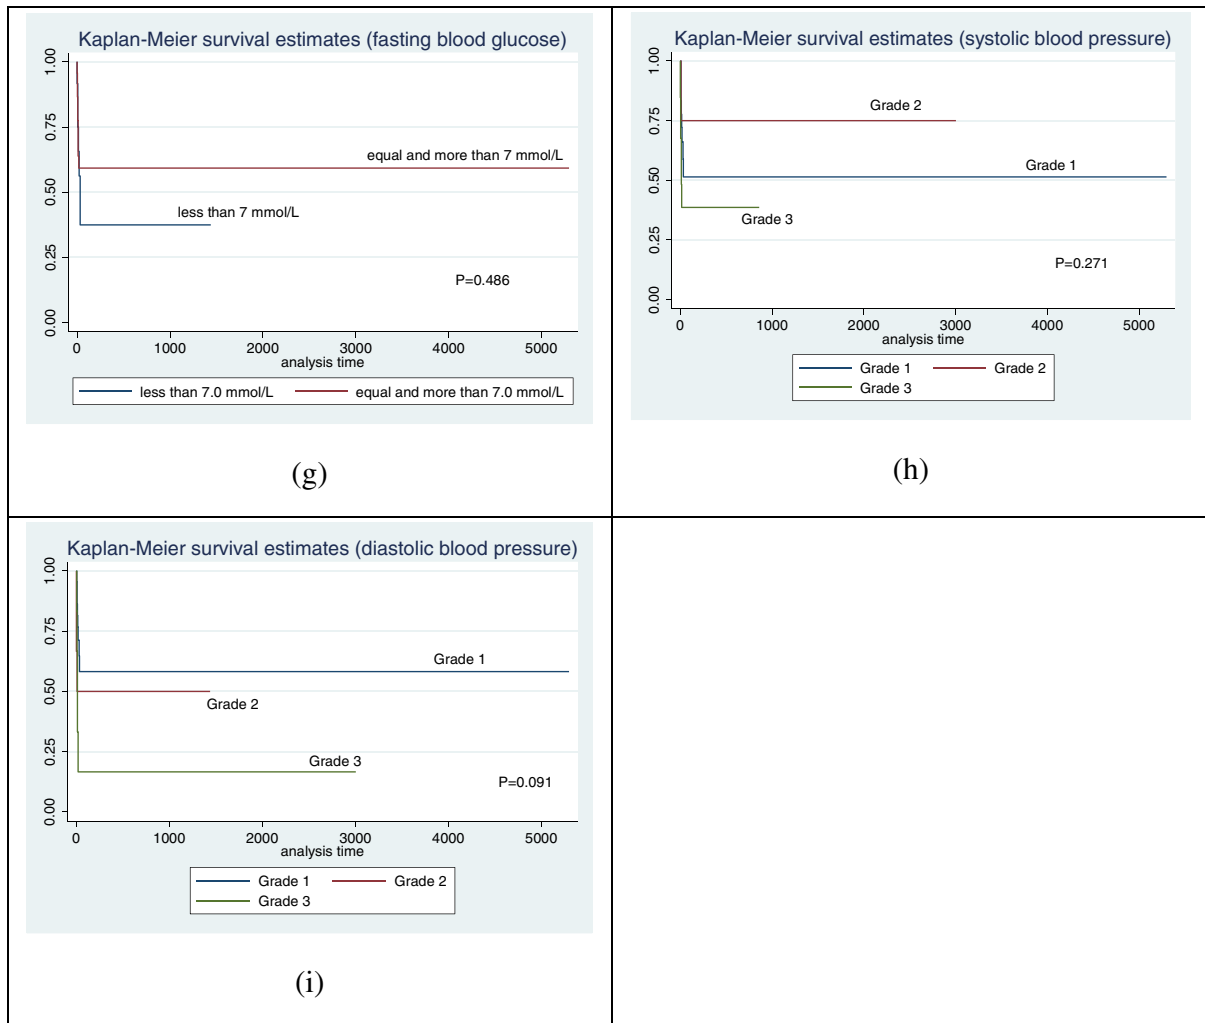 Kaplan-Meier survival estimates (fasting blood glucose)
1.00
0.75
0.50
0.25
0.00
equal and more than 7 mmol/L
less than 7 mmol/L
P=0.486
0 1000 2000 3000 4000 5000
analysis time
less than 7.0 mmol/L equal and more than 7.0 mmol/L
(g)
Kaplan-Meier survival estimates (systolic blood pressure)
1.00
0.75
0.50
0.25
0.00
Grade 2
Grade 1
Grade 3
P=0.271
0 1000 2000 3000 4000 5000
analysis time
Grade 1 Grade 2
Grade 3
(h)
Kaplan-Meier survival estimates (diastolic blood pressure)
1.00
0.75
0.50
0.25
0.00
Grade 1
Grade 2
Grade 3
P=0.091
0 1000 2000 3000 4000 5000
analysis time
Grade 1 Grade 2
Grade 3
(i)